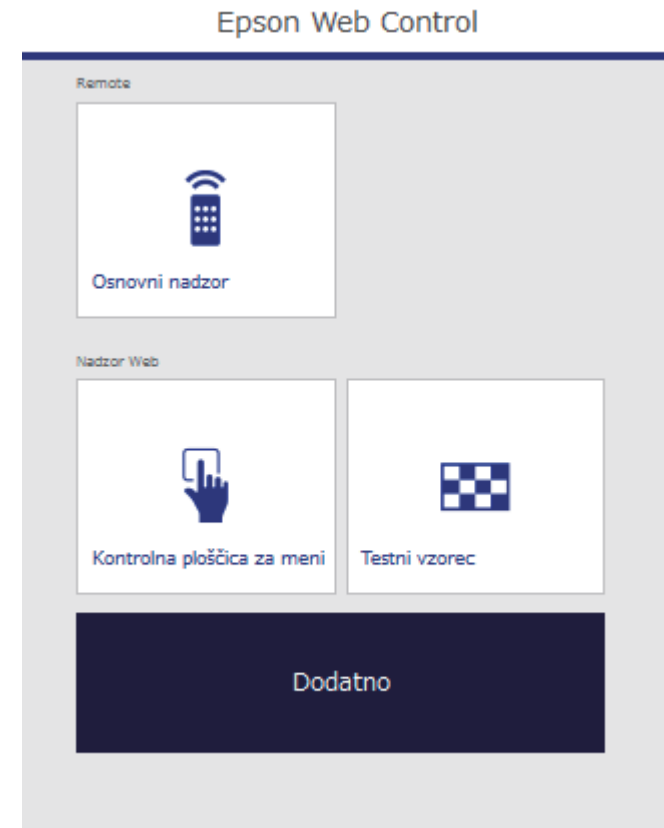 Epson Web Control
Remote
Osnovni nadzor
Nadzor Web
Kontrolna ploščica za meni
Testni vzorec
Dodatno